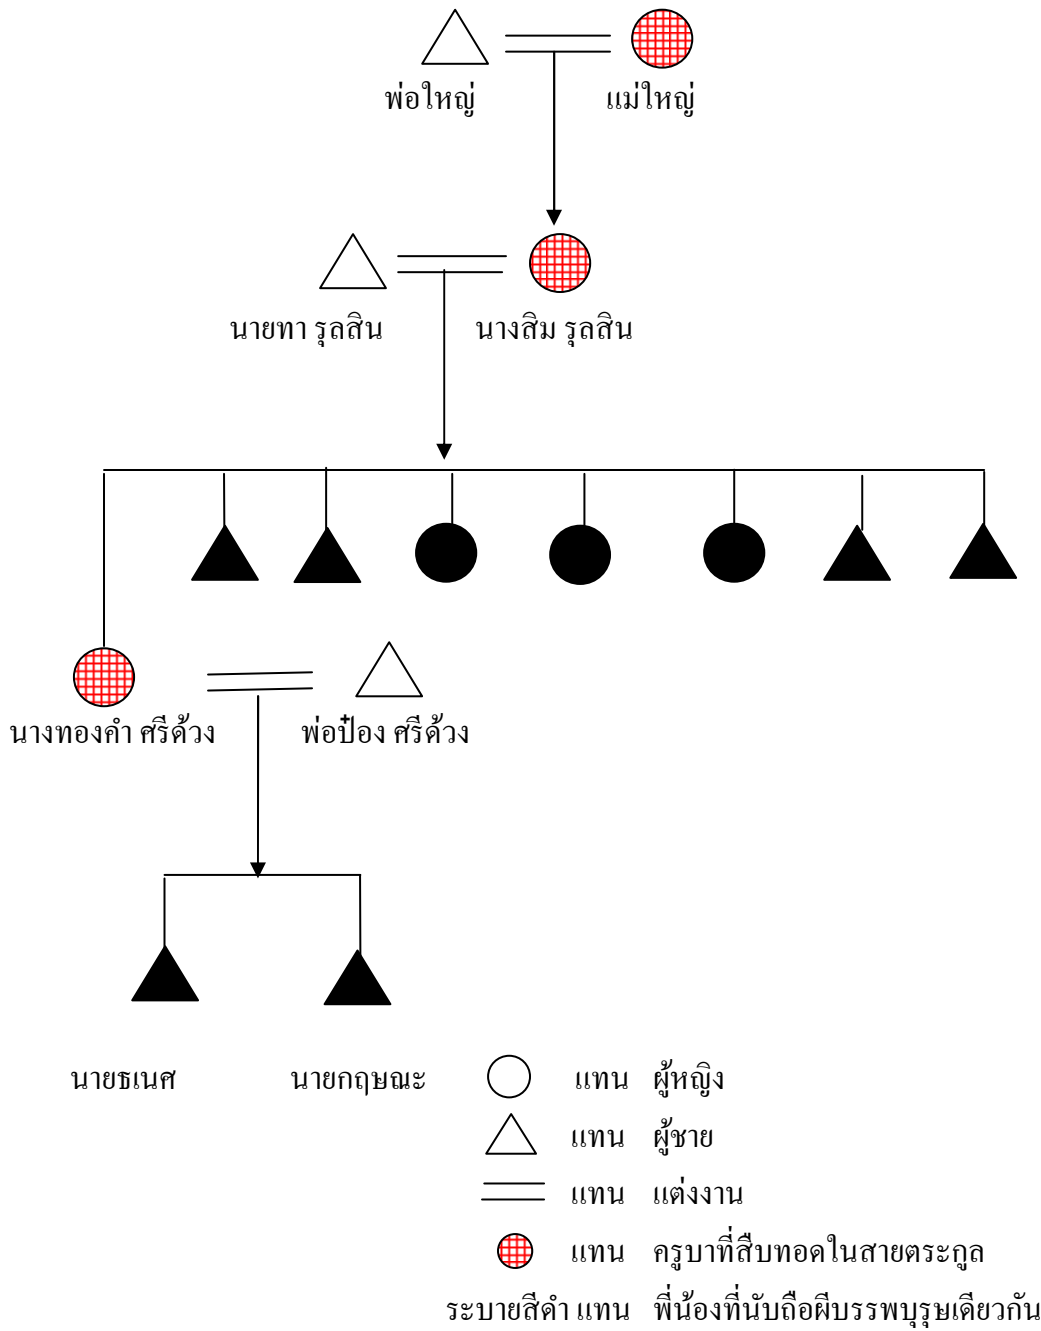 พ่อใหญ่ แม่ใหญ่
นายทา รุลสิน นางสิม รุลสิน
นางทองคำ ศรีด้วง พ่อป๋อง ศรีด้วง
นายธเนศ นายกฤษณะ
แทน ผู้หญิง
แทน ผู้ชาย
แทน แต่งงาน
แทน ครูบาที่สืบทอดในสายตระกูล
ระบายสีดำ แทน พี่น้องที่นับถือผีบรรพบุรุษเดียวกัน